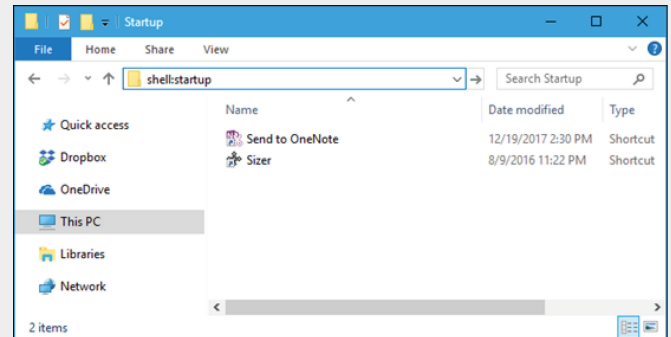 Startup
File Home Share View
shell:startup
Search Startup
Name Date modified Type
Quick access
Dropbox
OneDrive
This PC
Libraries
Network
Send to OneNote 12/19/2017 2:30 PM Shortcut
Sizer 8/9/2016 11:22 PM Shortcut
2 items